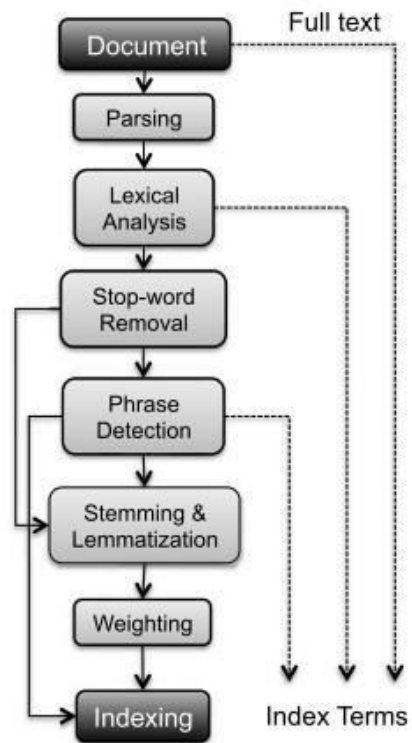 Full text
Document
Parsing
Lexical
Analysis
Stop-word
Removal
Phrase
Detection
Stemming &
Lemmatization
Weighting
Indexing
Index Terms